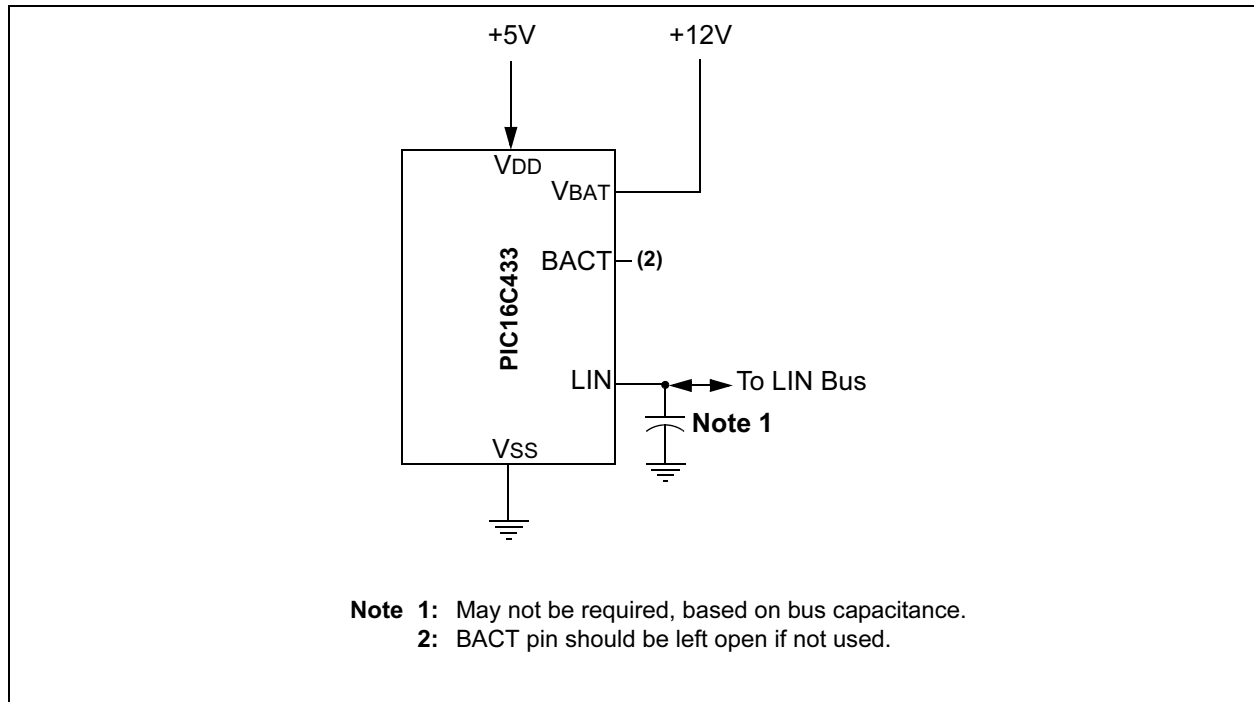 +5V
+12V
VDD
VBAT
PIC16C433
BACT (2)
LIN To LIN Bus
Note 1
VSS
Note 1: May not be required, based on bus capacitance.
2: BACT pin should be left open if not used.